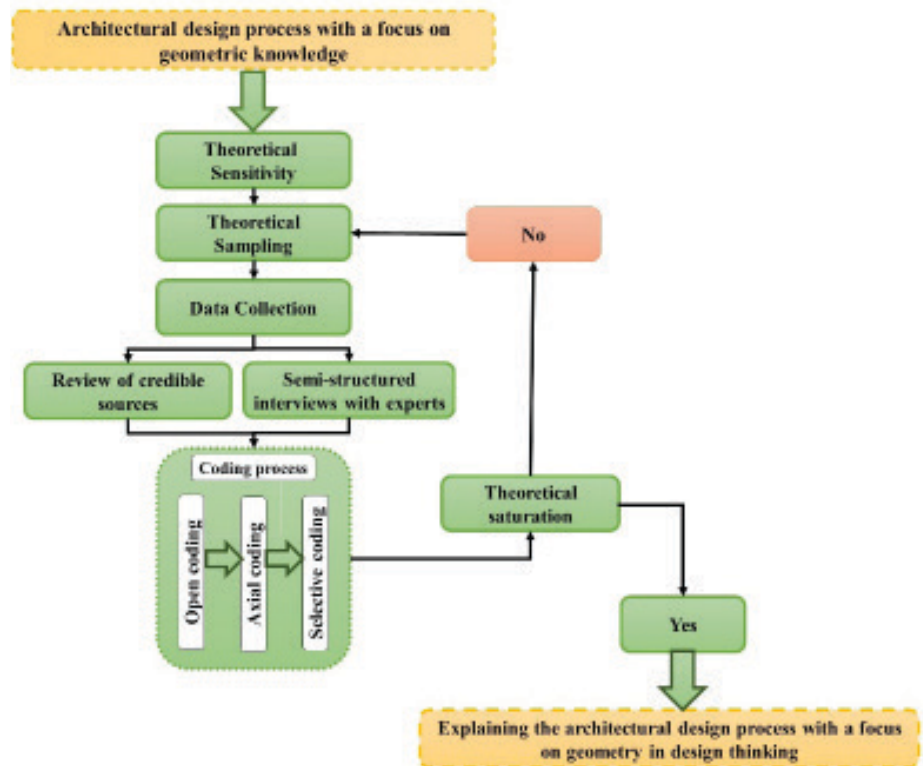 Architectural design process with a focus on
geometric knowledge
Theoretical
Sensitivity
Theoretical
Sampling
No
Data Collection
Review of credible
sources
Semi-structured
interviews with experts
Coding process
Open coding
Axial coding
Selective coding
Theoretical
saturation
Yes
Explaining the architectural design process with a focus
on geometry in design thinking